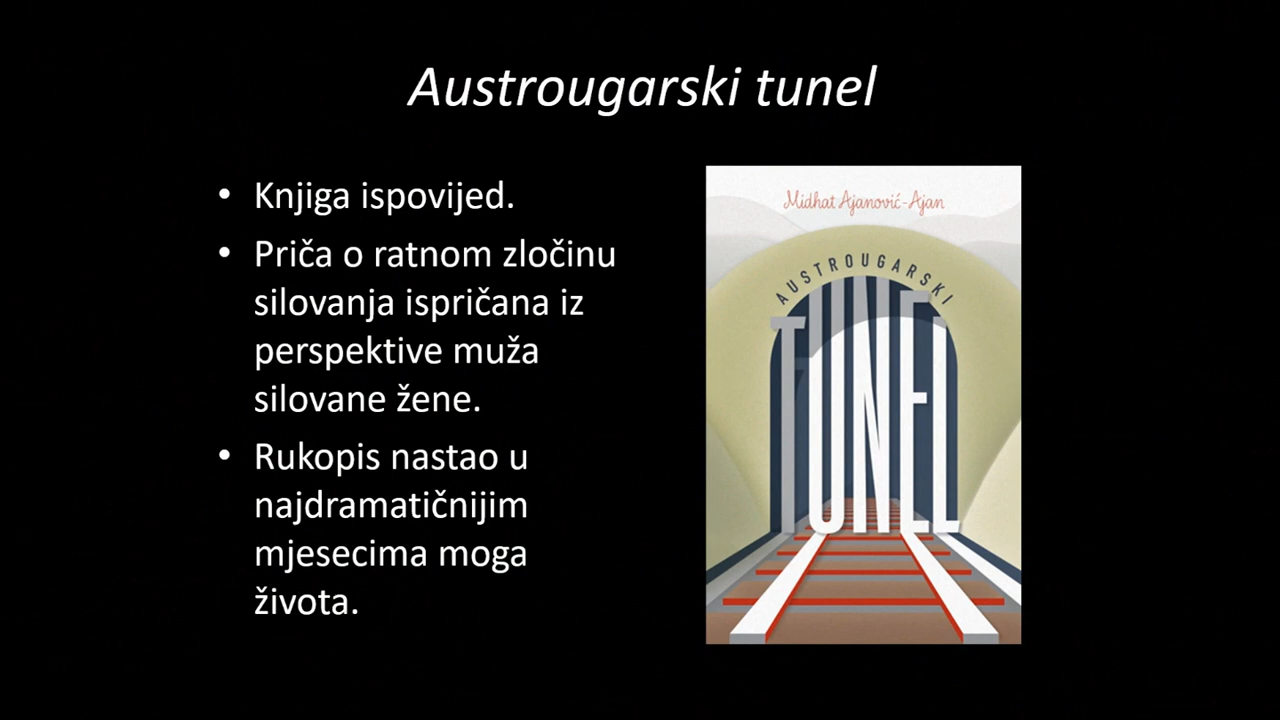 Austrougarski tunel
• Knjiga ispovijed.
• Priča o ratnom zločinu
silovanja ispričana iz
perspektive muža
silovane žene.
• Rukopis nastao u
najdramatičnijim
mjesecima moga
života.
Midhat Ajanović-Ajan
AUSTROUGARSKI
TUNEL